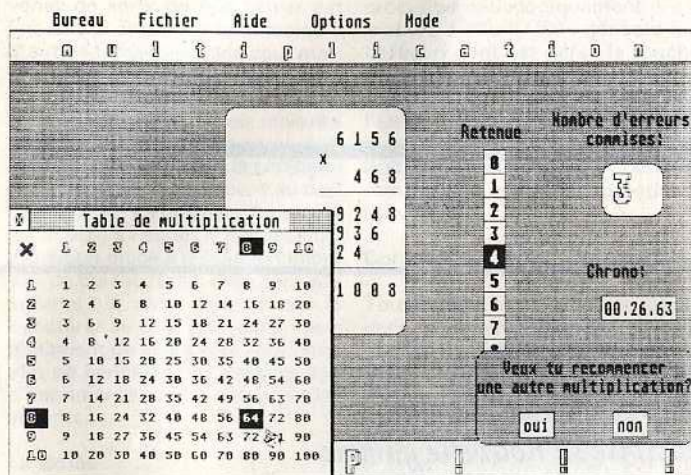 Bureau Fichier Aide Options Mode
Multiplication
6 1 5 6
x
4 6 8
9 2 4 8
9 3 6
2 4
1 0 0 8
Retenue
0
1
2
3
4
5
6
7
Nombre d'erreurs
commises:
3
Chrono:
00.26.63
Table de multiplication
× 1 2 3 4 5 6 7 8 9 10
1 1 2 3 4 5 6 7 8 9 10
2 2 4 6 8 10 12 14 16 18 20
3 3 6 9 12 15 18 21 24 27 30
4 4 8 12 16 20 24 28 32 36 40
5 5 10 15 20 25 30 35 40 45 50
6 6 12 18 24 30 36 42 48 54 60
7 7 14 21 28 35 42 49 56 63 70
8 8 16 24 32 40 48 56 64 72 80
9 9 18 27 36 45 54 63 72 81 90
10 10 20 30 40 50 60 70 80 90 100
Veux tu recommencer
une autre multiplication?
oui non
P